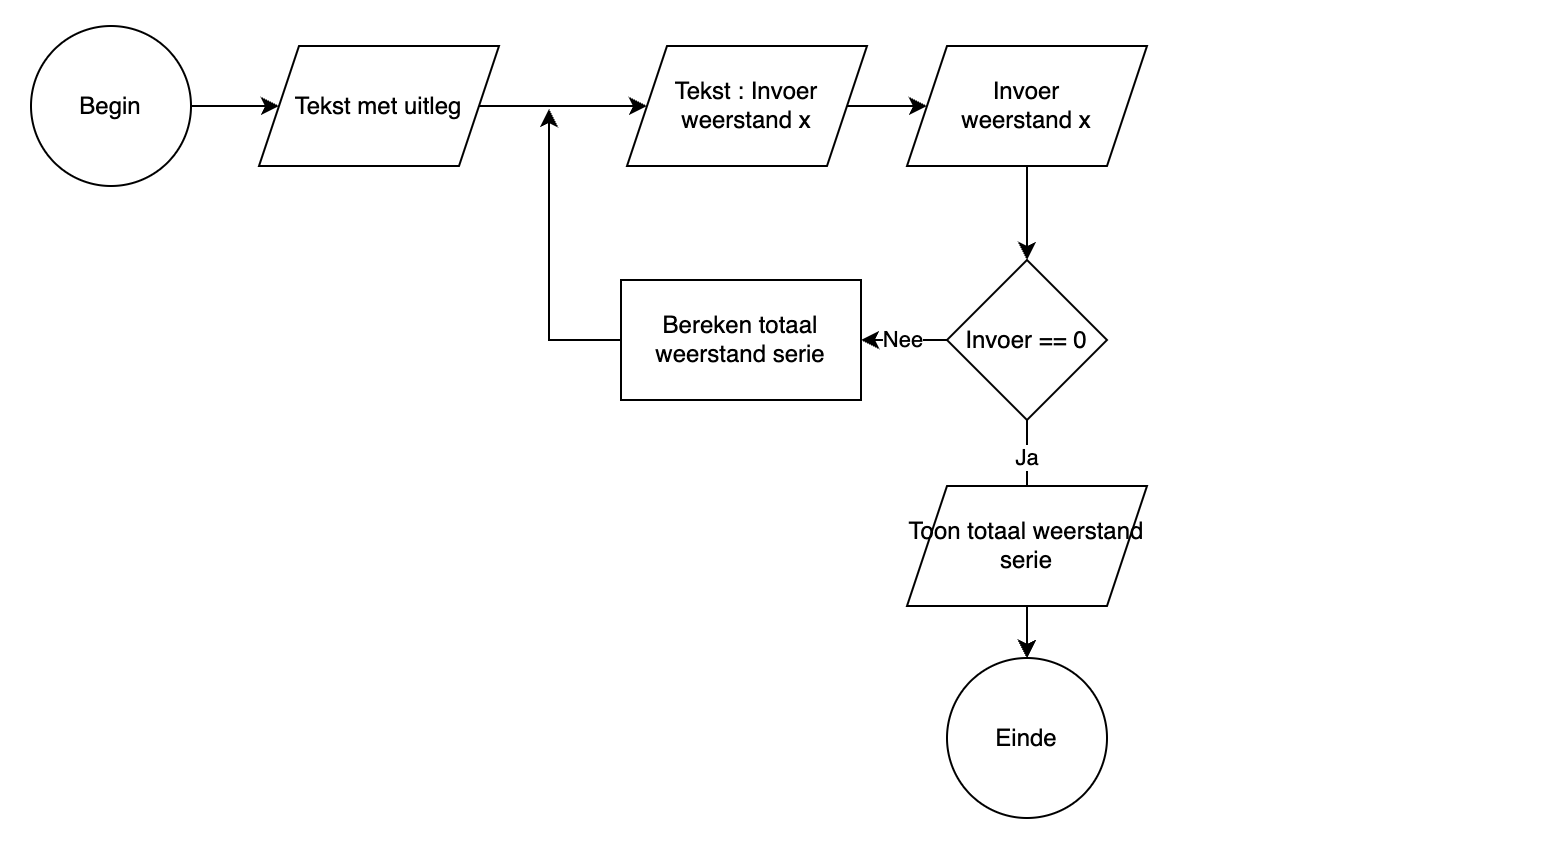 Begin
Tekst met uitleg
Tekst : Invoer
weerstand x
Invoer
weerstand x
Invoer == 0
Nee
Bereken totaal
weerstand serie
Ja
Toon totaal weerstand
serie
Einde